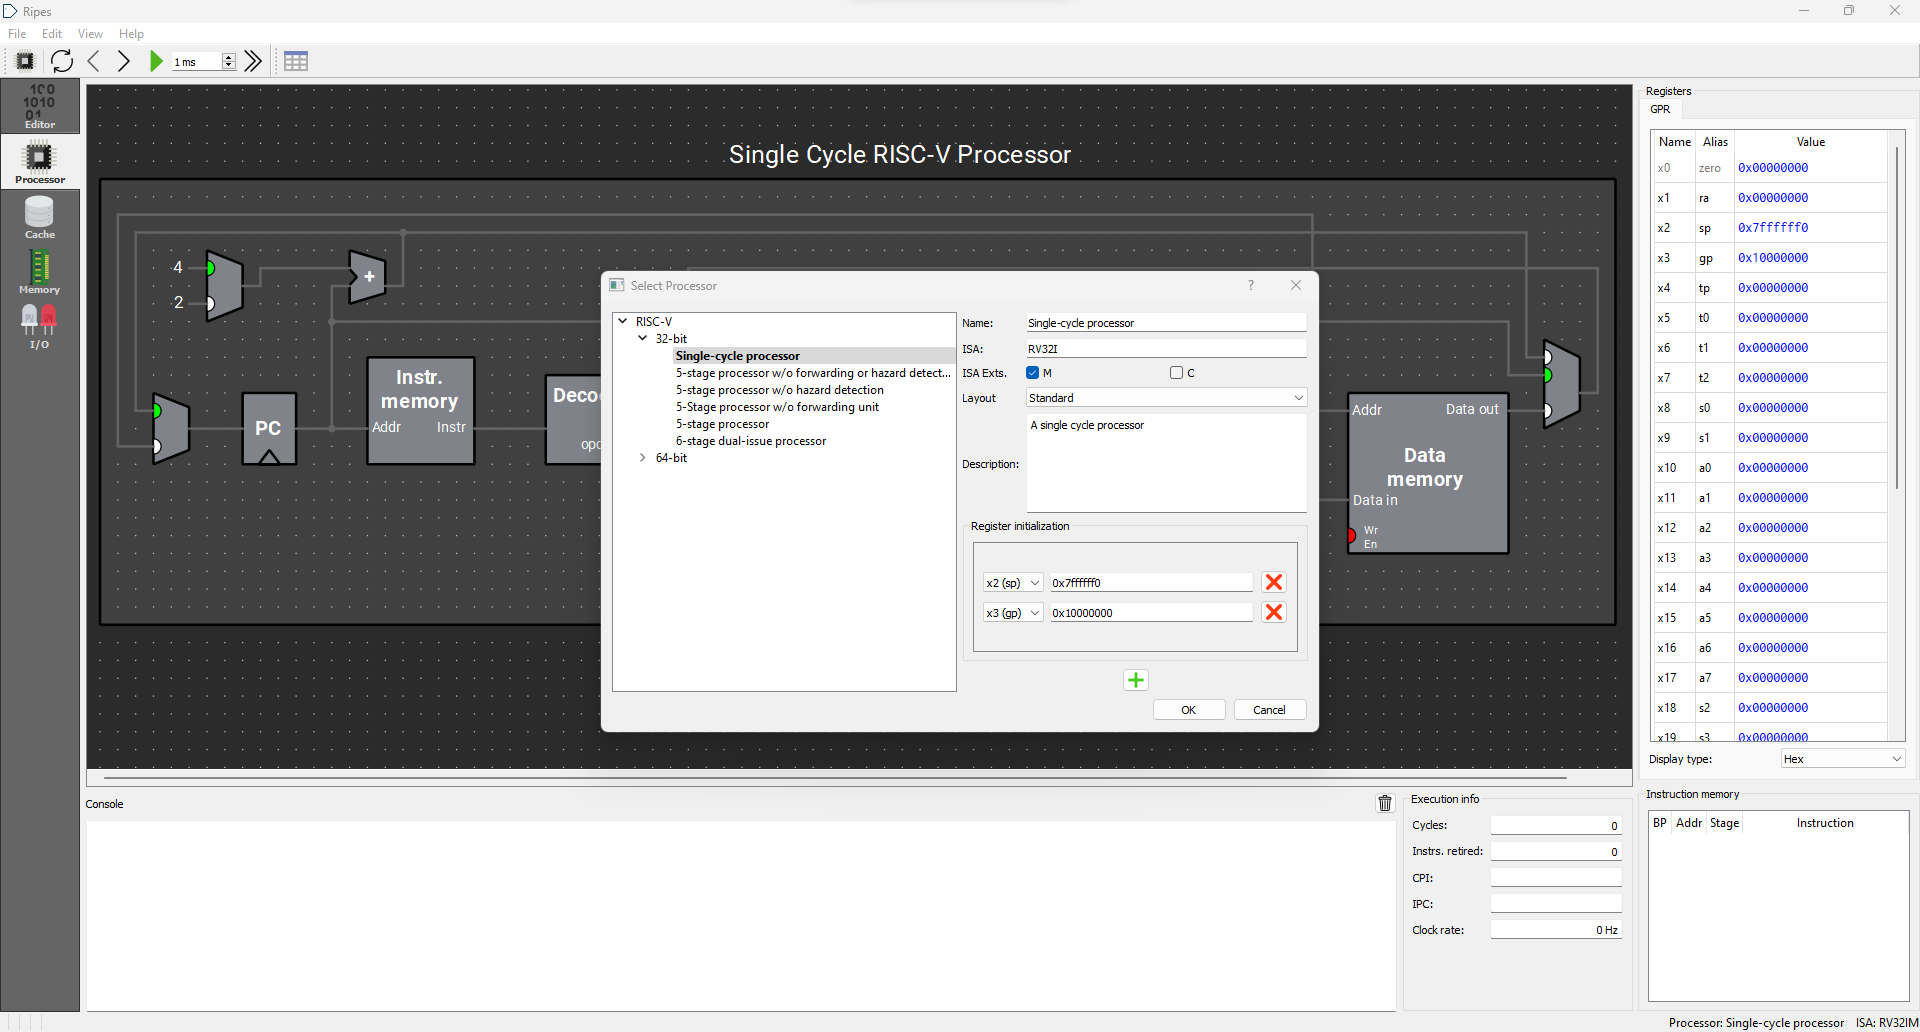 Ripes
File Edit View Help
1 ms
Editor
Processor
Cache
Memory
I/O
Single Cycle RISC-V Processor
4
2
+
PC
Instr. memory
Addr Instr
Addr Data out
Data memory
Data in
Wr
En
Select Processor
?
RISC-V
32-bit
Single-cycle processor
5-stage processor w/o forwarding or hazard detect...
5-stage processor w/o hazard detection
5-Stage processor w/o forwarding unit
5-stage processor
6-stage dual-issue processor
64-bit
Name: Single-cycle processor
ISA: RV32I
ISA Exts. M C
Layout Standard
Description: A single cycle processor
Register initialization
x2 (sp) 0x7ffffff0
x3 (gp) 0x10000000
OK Cancel
Registers
GPR
Name Alias Value
x0 zero 0x00000000
x1 ra 0x00000000
x2 sp 0x7ffffff0
x3 gp 0x10000000
x4 tp 0x00000000
x5 t0 0x00000000
x6 t1 0x00000000
x7 t2 0x00000000
x8 s0 0x00000000
x9 s1 0x00000000
x10 a0 0x00000000
x11 a1 0x00000000
x12 a2 0x00000000
x13 a3 0x00000000
x14 a4 0x00000000
x15 a5 0x00000000
x16 a6 0x00000000
x17 a7 0x00000000
x18 s2 0x00000000
x19 s3 0x00000000
Display type: Hex
Console
Execution info
Cycles: 0
Instrs. retired: 0
CPI:
IPC:
Clock rate: 0 Hz
Instruction memory
BP Addr Stage Instruction
Processor: Single-cycle processor ISA: RV32IM